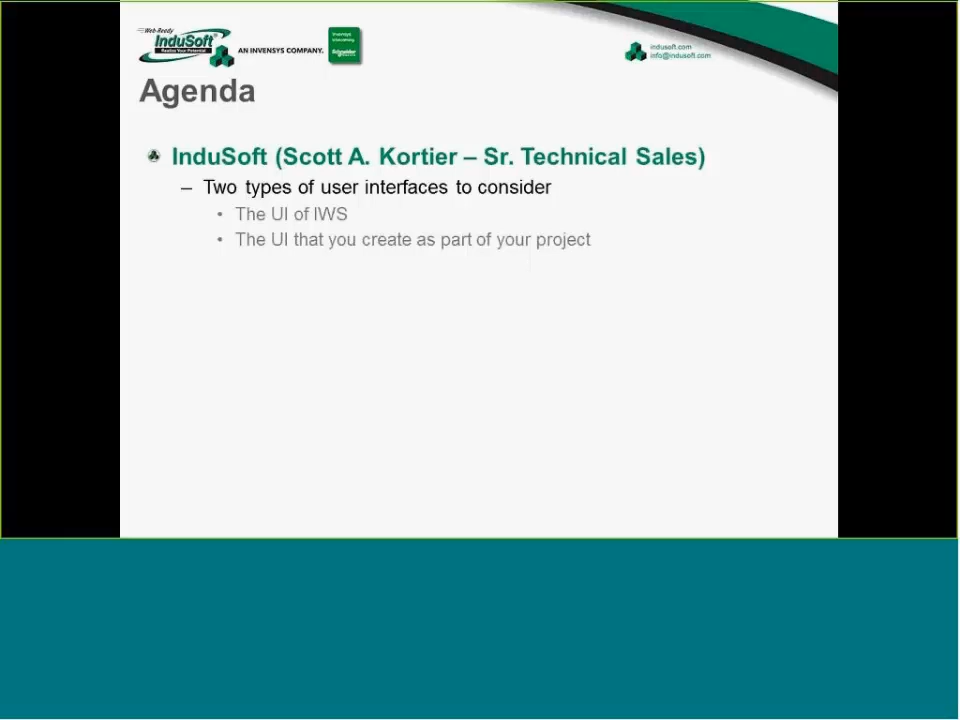 Web-Ready
InduSoft®
AN INVENSYS COMPANY.
indusoft.com
info@indusoft.com
Agenda
InduSoft (Scott A. Kortier – Sr. Technical Sales)
– Two types of user interfaces to consider
• The UI of IWS
• The UI that you create as part of your project